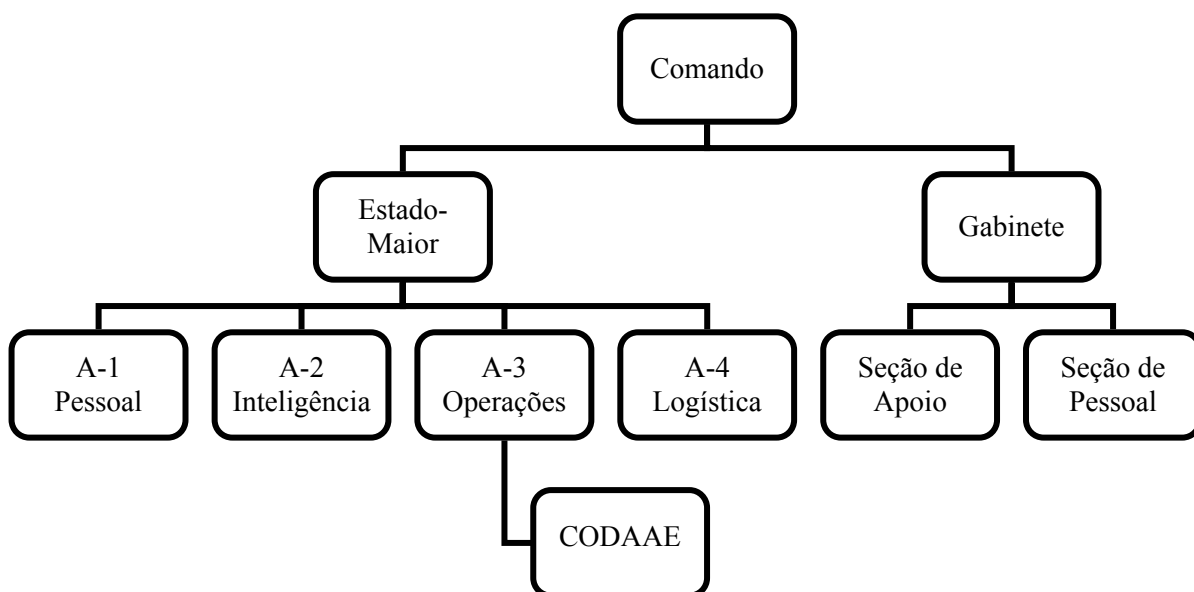 Comando
Estado-
Maior
Gabinete
A-1
Pessoal
A-2
Inteligência
A-3
Operações
A-4
Logística
Seção de
Apoio
Seção de
Pessoal
CODAAE